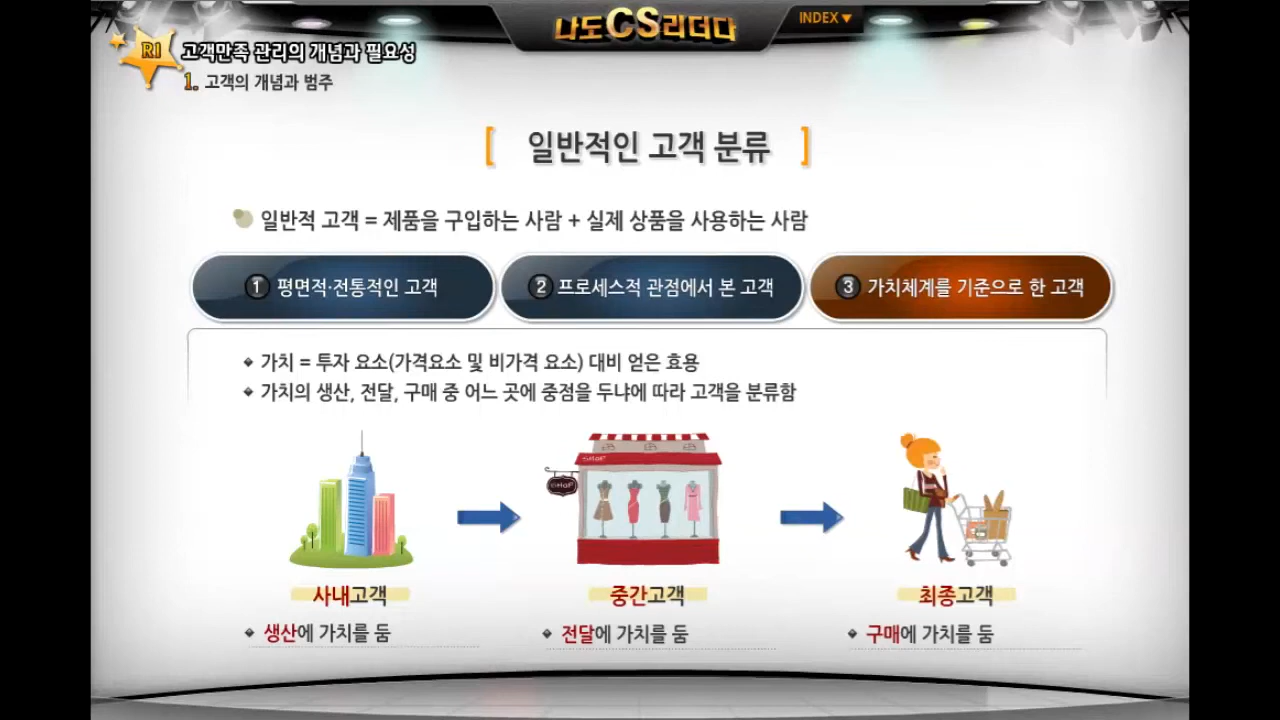 나도CS리더다
INDEX▼
R1 고객만족 관리의 개념과 필요성
1. 고객의 개념과 범주
[ 일반적인 고객 분류 ]
일반적 고객 = 제품을 구입하는 사람 + 실제 상품을 사용하는 사람
1 평면적·전통적인 고객
2 프로세스적 관점에서 본 고객
3 가치체계를 기준으로 한 고객
◆ 가치 = 투자 요소(가격요소 및 비가격 요소) 대비 얻은 효용
◆ 가치의 생산, 전달, 구매 중 어느 곳에 중점을 두냐에 따라 고객을 분류함
SHOP
SHOP
사내고객
중간고객
최종고객
◆ 생산에 가치를 둠
◆ 전달에 가치를 둠
◆ 구매에 가치를 둠